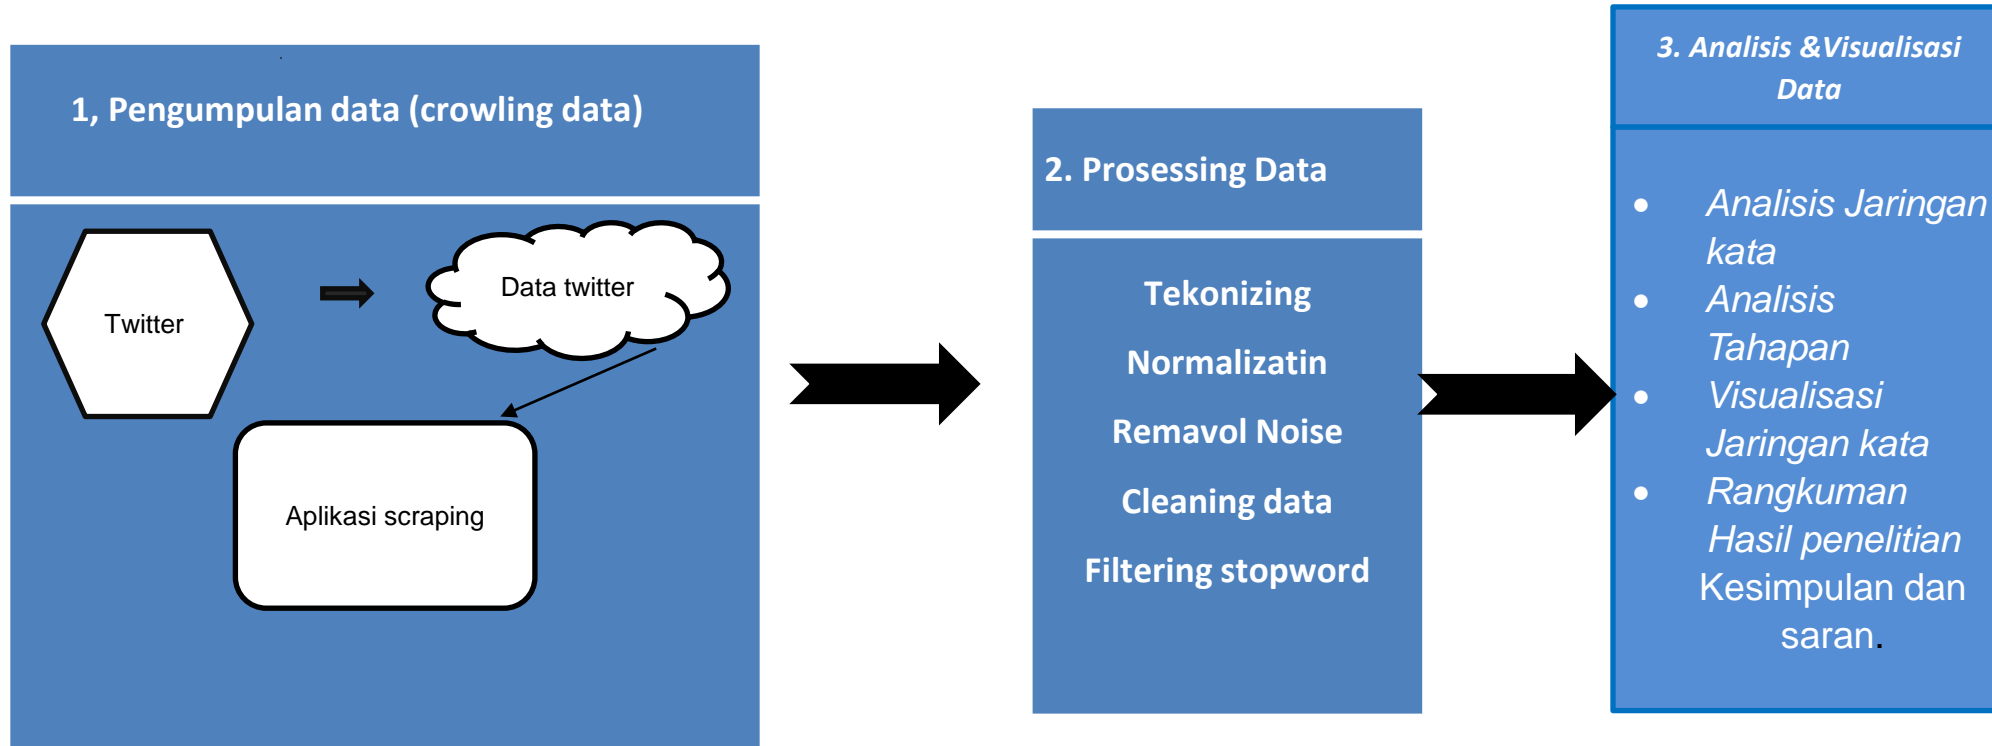 1, Pengumpulan data (crowling data)
Twitter
Data twitter
Aplikasi scraping
2. Prosessing Data
Tekonizing
Normalizatin
Remavol Noise
Cleaning data
Filtering stopword
3. Analisis &Visualisasi
Data
• Analisis Jaringan
kata
• Analisis
Tahapan
• Visualisasi
Jaringan kata
• Rangkuman
Hasil penelitian
Kesimpulan dan
saran.